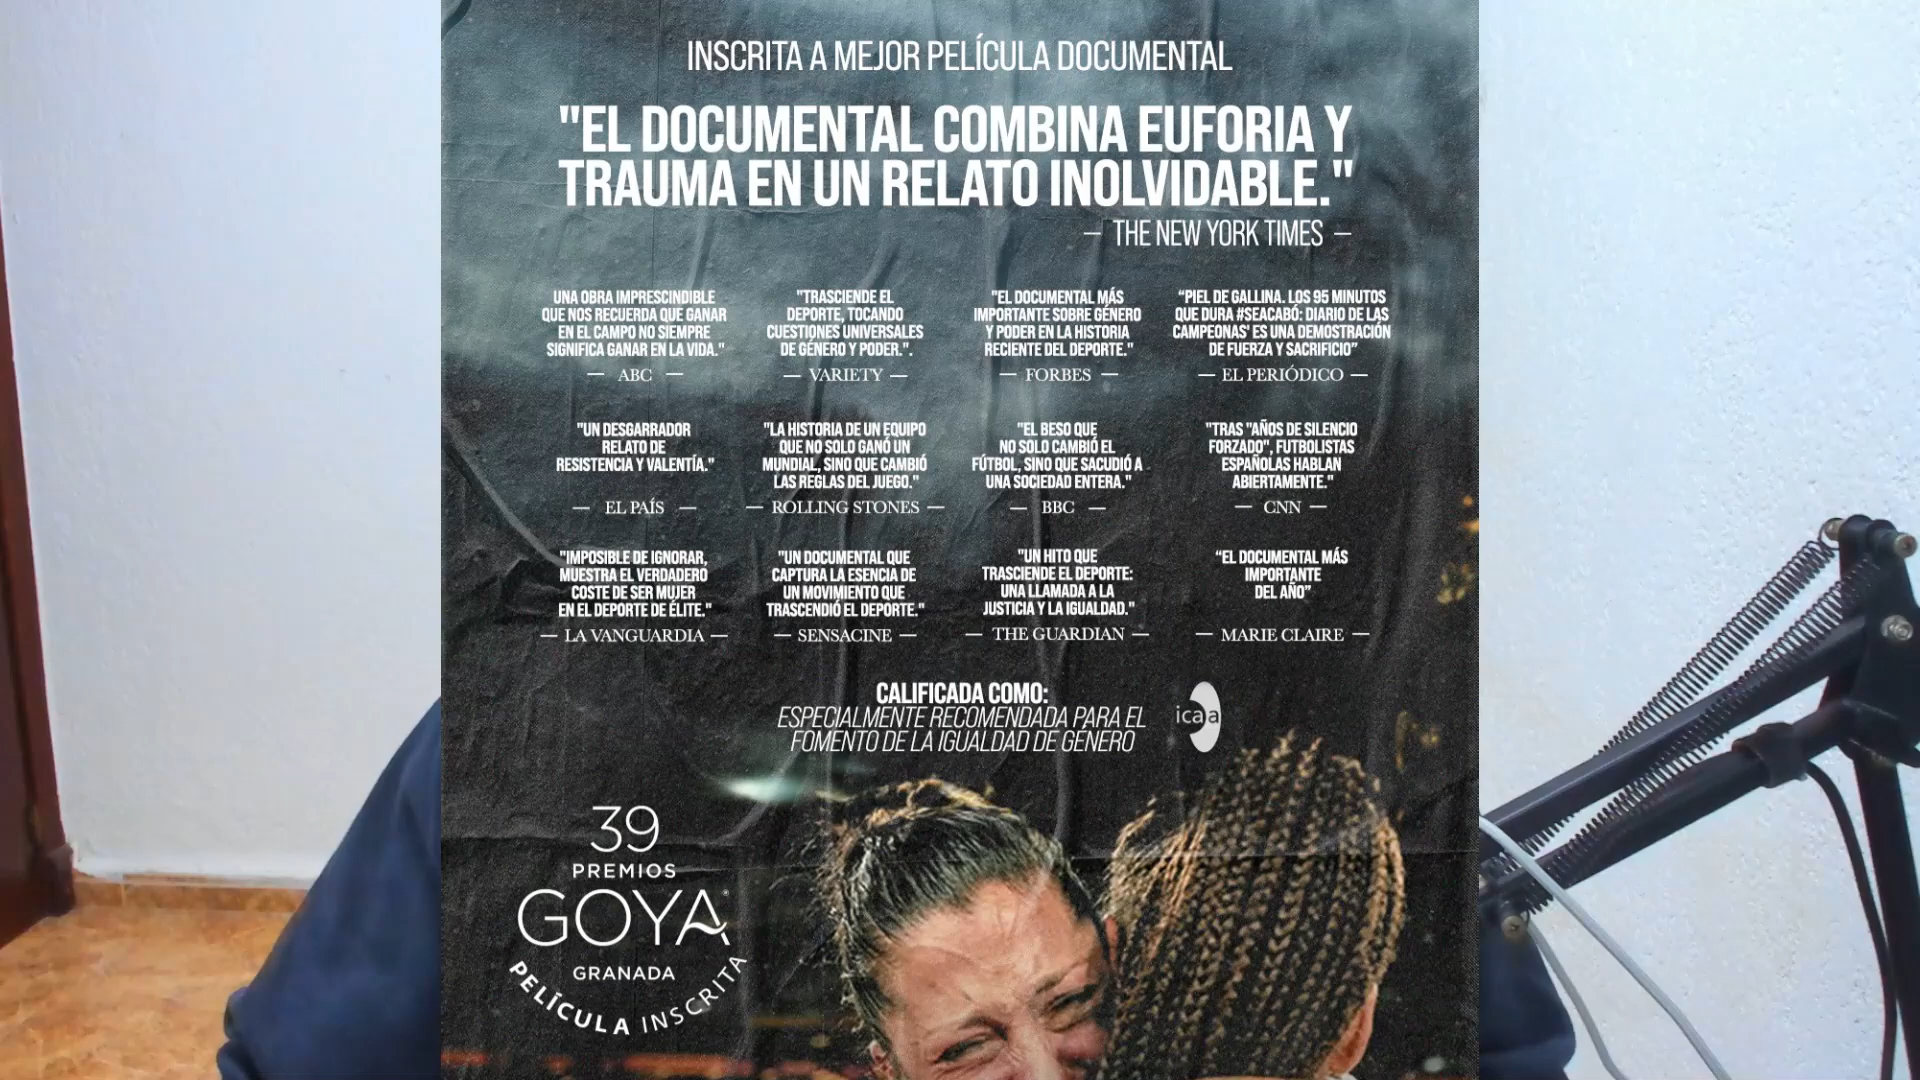 INSCRITA A MEJOR PELÍCULA DOCUMENTAL
"EL DOCUMENTAL COMBINA EUFORIA Y
TRAUMA EN UN RELATO INOLVIDABLE."
— THE NEW YORK TIMES —
UNA OBRA IMPRESCINDIBLE
QUE NOS RECUERDA QUE GANAR
EN EL CAMPO NO SIEMPRE
SIGNIFICA GANAR EN LA VIDA."
— ABC —
"TRASCIENDE EL
DEPORTE, TOCANDO
CUESTIONES UNIVERSALES
DE GÉNERO Y PODER.".
— VARIETY —
"EL DOCUMENTAL MÁS
IMPORTANTE SOBRE GÉNERO
Y PODER EN LA HISTORIA
RECIENTE DEL DEPORTE."
— FORBES —
“PIEL DE GALLINA. LOS 95 MINUTOS
QUE DURA #SEACABÓ: DIARIO DE LAS
CAMPEONAS' ES UNA DEMOSTRACIÓN
DE FUERZA Y SACRIFICIO”
— EL PERIÓDICO —
"UN DESGARRADOR
RELATO DE
RESISTENCIA Y VALENTÍA."
— EL PAÍS —
"LA HISTORIA DE UN EQUIPO
QUE NO SOLO GANÓ UN
MUNDIAL, SINO QUE CAMBIÓ
LAS REGLAS DEL JUEGO."
— ROLLING STONES —
"EL BESO QUE
NO SOLO CAMBIÓ EL
FÚTBOL, SINO QUE SACUDIÓ A
UNA SOCIEDAD ENTERA."
— BBC —
"TRAS "AÑOS DE SILENCIO
FORZADO", FUTBOLISTAS
ESPAÑOLAS HABLAN
ABIERTAMENTE."
— CNN —
"IMPOSIBLE DE IGNORAR,
MUESTRA EL VERDADERO
COSTE DE SER MUJER
EN EL DEPORTE DE ÉLITE."
— LA VANGUARDIA —
"UN DOCUMENTAL QUE
CAPTURA LA ESENCIA DE
UN MOVIMIENTO QUE
TRASCENDIÓ EL DEPORTE."
— SENSACINE —
"UN HITO QUE
TRASCIENDE EL DEPORTE:
UNA LLAMADA A LA
JUSTICIA Y LA IGUALDAD."
— THE GUARDIAN —
“EL DOCUMENTAL MÁS
IMPORTANTE
DEL AÑO”
— MARIE CLAIRE —
CALIFICADA COMO:
ESPECIALMENTE RECOMENDADA PARA EL
FOMENTO DE LA IGUALDAD DE GÉNERO
icaa
39
PREMIOS
GOYA
GRANADA
PELÍCULA INSCRITA